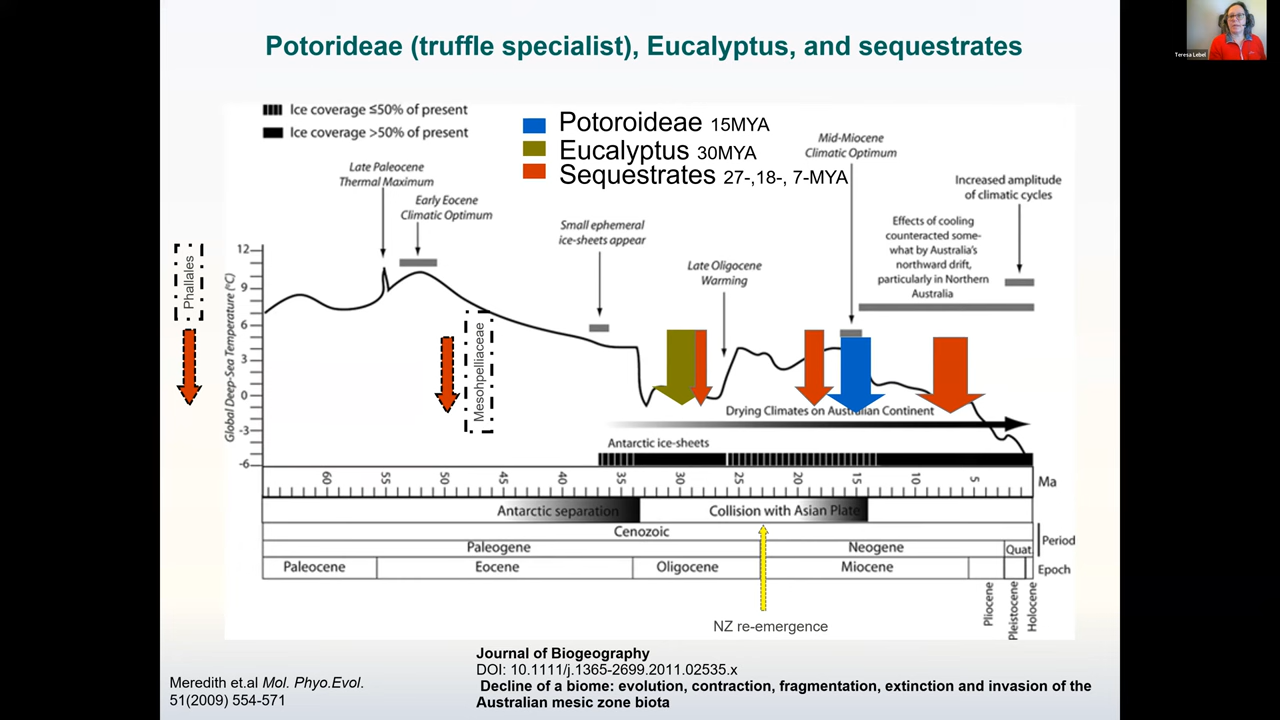 Potorideae (truffle specialist), Eucalyptus, and sequestrates
Teresa Lebel
Ice coverage ≤50% of present
Ice coverage >50% of present
Potoroideae 15MYA
Eucalyptus 30MYA
Sequestrates 27-,18-, 7-MYA
Late Paleocene
Thermal Maximum
Early Eocene
Climatic Optimum
Small ephemeral
ice-sheets appear
Late Oligocene
Warming
Mid-Miocene
Climatic Optimum
Effects of cooling
counteracted some-
what by Australia's
northward drift,
particularly in Northern
Australia
Increased amplitude
of climatic cycles
Phallales
Mesohpelliaceae
Global Deep-Sea Temperature (°C)
12
9
6
3
0
-3
-6
Drying Climates on Australian Continent
Antarctic ice-sheets
60 55 50 45 40 35 30 25 20 15 10 5 Ma
Antarctic separation
Collision with Asian Plate
Cenozoic
Paleogene Neogene Quat. Period
Paleocene Eocene Oligocene Miocene Epoch
Pliocene
Pleistocene
Holocene
NZ re-emergence
Journal of Biogeography
DOI: 10.1111/j.1365-2699.2011.02535.x
Decline of a biome: evolution, contraction, fragmentation, extinction and invasion of the
Australian mesic zone biota
Meredith et.al Mol. Phyo.Evol.
51(2009) 554-571